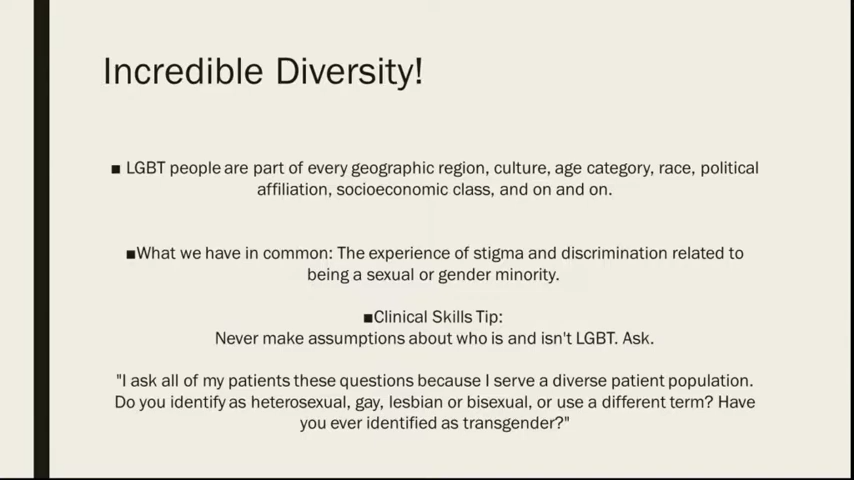 Incredible Diversity!
■ LGBT people are part of every geographic region, culture, age category, race, political
affiliation, socioeconomic class, and on and on.
■What we have in common: The experience of stigma and discrimination related to
being a sexual or gender minority.
■Clinical Skills Tip:
Never make assumptions about who is and isn't LGBT. Ask.
"I ask all of my patients these questions because I serve a diverse patient population.
Do you identify as heterosexual, gay, lesbian or bisexual, or use a different term? Have
you ever identified as transgender?"